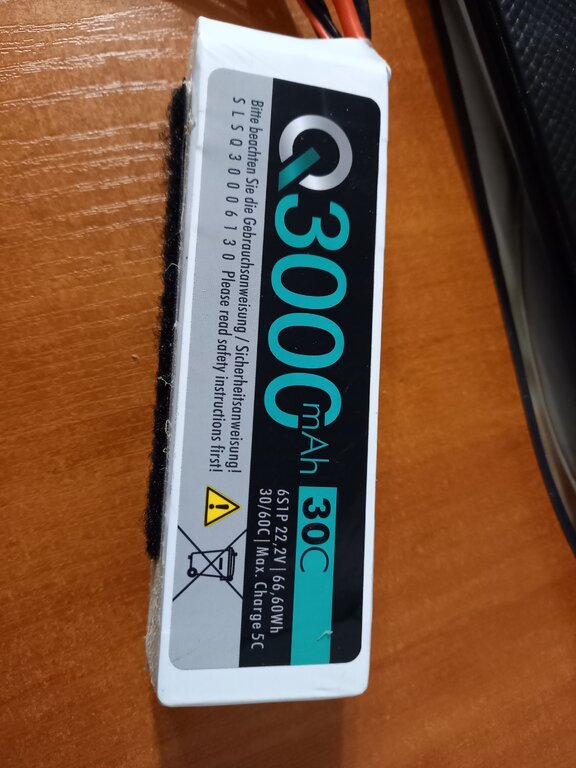 Q3000mAh 30C
6S1P 22,2V | 66,60Wh
30/60C | Max. Charge 5C
Bitte beachten Sie die Gebrauchsanweisung / Sicherheitsanweisung!
SLSQ30006130 Please read safety instructions first!